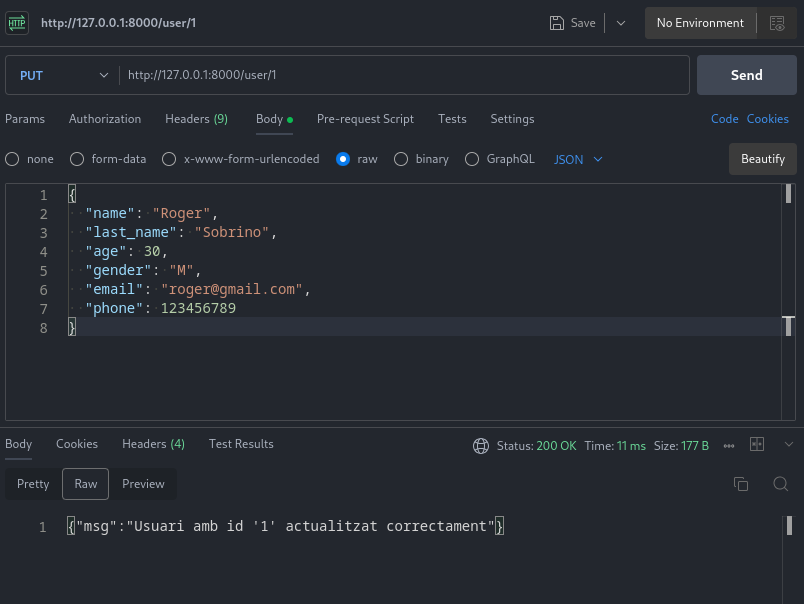 HTTP http://127.0.0.1:8000/user/1 Save No Environment
PUT http://127.0.0.1:8000/user/1 Send
Params Authorization Headers (9) Body Pre-request Script Tests Settings Code Cookies
none form-data x-www-form-urlencoded raw binary GraphQL JSON Beautify
1 {
2 "name": "Roger",
3 "last_name": "Sobrino",
4 "age": 30,
5 "gender": "M",
6 "email": "roger@gmail.com",
7 "phone": 123456789
8 }
Body Cookies Headers (4) Test Results Status: 200 OK Time: 11 ms Size: 177 B
Pretty Raw Preview
1 {"msg":"Usuari amb id '1' actualitzat correctament"}